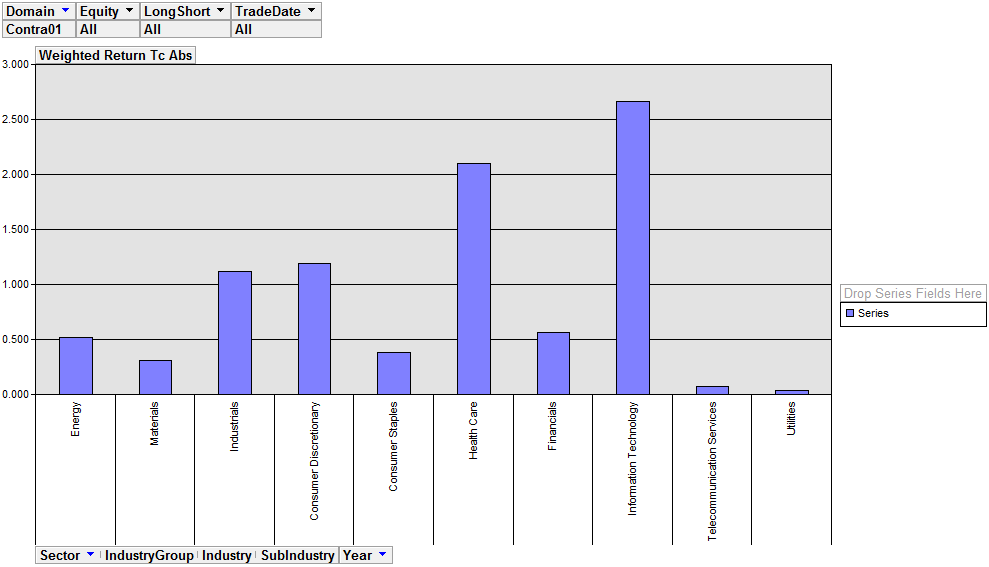 Domain Equity LongShort TradeDate
Contra01 All All All
Weighted Return Tc Abs
3.000
2.500
2.000
1.500
1.000
0.500
0.000
Drop Series Fields Here
Series
Energy
Materials
Industrials
Consumer Discretionary
Consumer Staples
Health Care
Financials
Information Technology
Telecommunication Services
Utilities
Sector IndustryGroup Industry SubIndustry Year